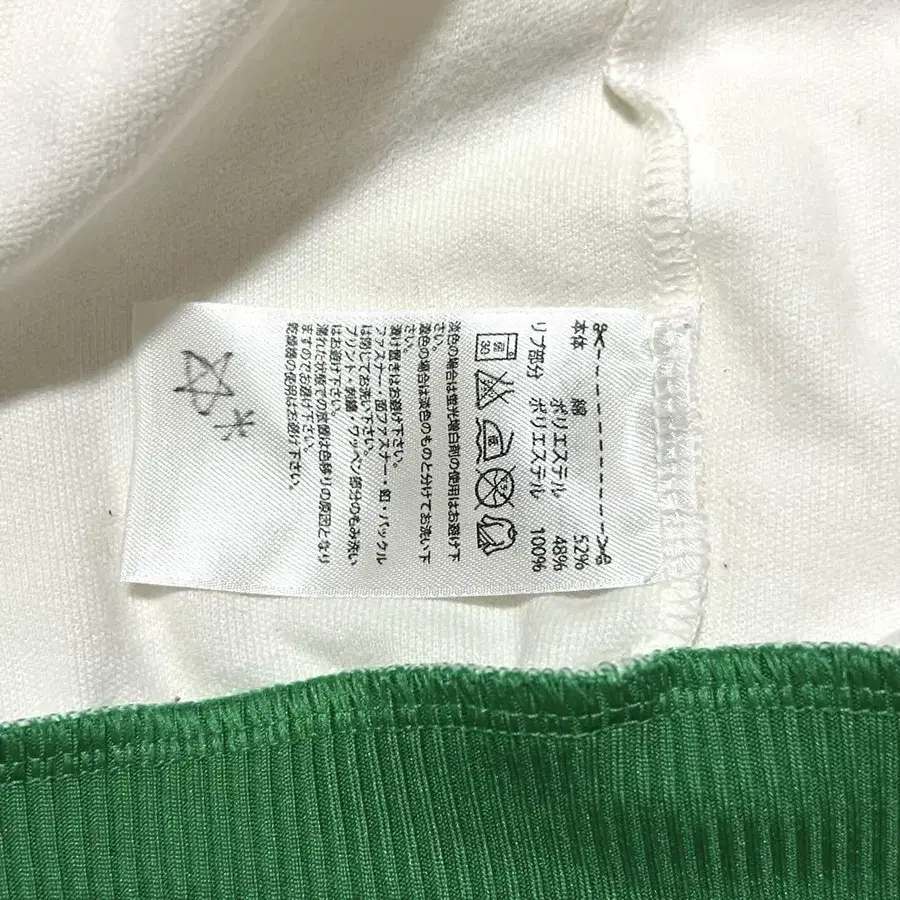 本体 綿 52%
ポリエステル 48%
リブ部分 ポリエステル 100%
弱 30
淡色の場合は蛍光増白剤の使用はお避け下
さい。
濃色の場合は淡色のものと分けてお洗い下
さい。
漬け置きはお避け下さい。
ファスナー・面ファスナー・釦・バックル
は閉じてお洗い下さい。
プリント・刺繍・ワッペン部分のもみ洗い
はお避け下さい。
濡れた状態での放置は色移りの原因となり
ますのでお避け下さい。
乾燥機の使用はお避け下さい。